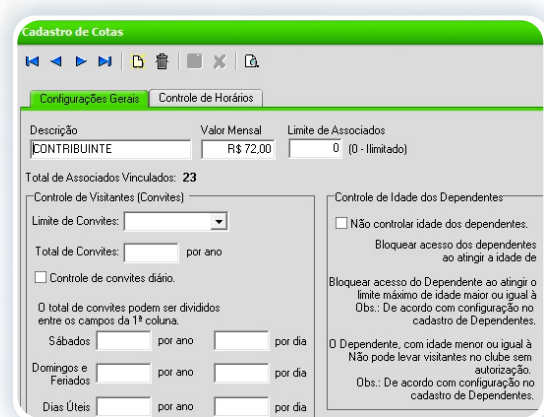 Cadastro de Cotas
Configurações Gerais Controle de Horários
Descrição Valor Mensal Limite de Associados
CONTRIBUINTE R$ 72,00 0 (0 - Ilimitado)
Total de Associados Vinculados: 23
Controle de Visitantes (Convites) Controle de Idade dos Dependentes
Limite de Convites: Não controlar idade dos dependentes.
Total de Convites: por ano Bloquear acesso dos dependentes
ao atingir a idade de
Controle de convites diário.
Bloquear acesso do Dependente ao atingir o
limite máximo de idade maior ou igual à
Obs.: De acordo com configuração no
cadastro de Dependentes.
O total de convites podem ser divididos
entre os campos da 1ª coluna.
Sábados por ano por dia
O Dependente, com idade menor ou igual à
Não pode levar visitantes no clube sem
autorização.
Obs.: De acordo com configuração no
cadastro de Dependentes.
Domingos e
Feriados por ano por dia
Dias Úteis por ano por dia